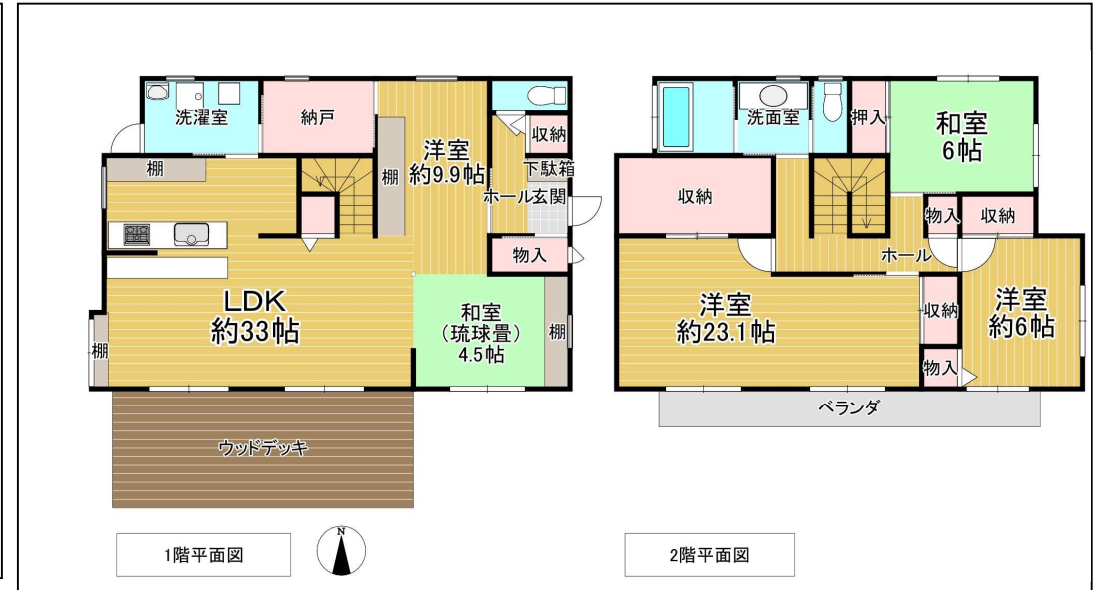 洗濯室
納戸
収納
洋室
約9.9帖
下駄箱
棚
棚
ホール
玄関
物入
LDK
約33帖
和室
（琉球畳）
4.5帖
棚
棚
ウッドデッキ
1階平面図
N
洗面室
押入
和室
6帖
収納
物入
収納
ホール
洋室
約23.1帖
収納
洋室
約6帖
物入
ベランダ
2階平面図